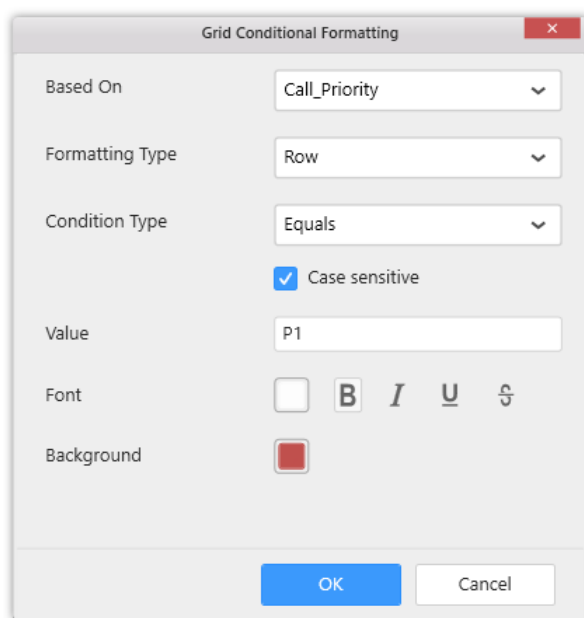 Grid Conditional Formatting
Based On
Call_Priority
Formatting Type
Row
Condition Type
Equals
Case sensitive
Value
P1
Font
B I U S
Background
OK
Cancel